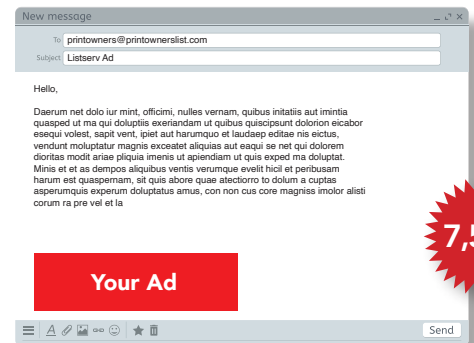 New message
To printowners@printownerslist.com
Subject Listserv Ad
Hello,
Daerum net dolo iur mint, officimi, nulles vernam, quibus initatiis aut imintia
quasped ut ma qui doluptiis exeriandam ut quibus quiscipsunt dolorion eicabor
esequi volest, sapit vent, ipiet aut harumquo et laudaep editae nis eictus,
vendunt moluptatur magnis exceatet aliquias aut eaqui se net qui dolorem
dioritas modit ariae pliquia imenis ut apiendiam ut quis exped ma doluptat.
Minis et et as dempos aliquibus ventis verumque evelit hicil et peribusam
harum est quaspernam, sit quis abore quae atectiorro to dolum a cuptas
asperumquis experum doluptatus amus, con non cus core magniss imolor alisti
corum ra pre vel et la
7,5
Your Ad
A
Send